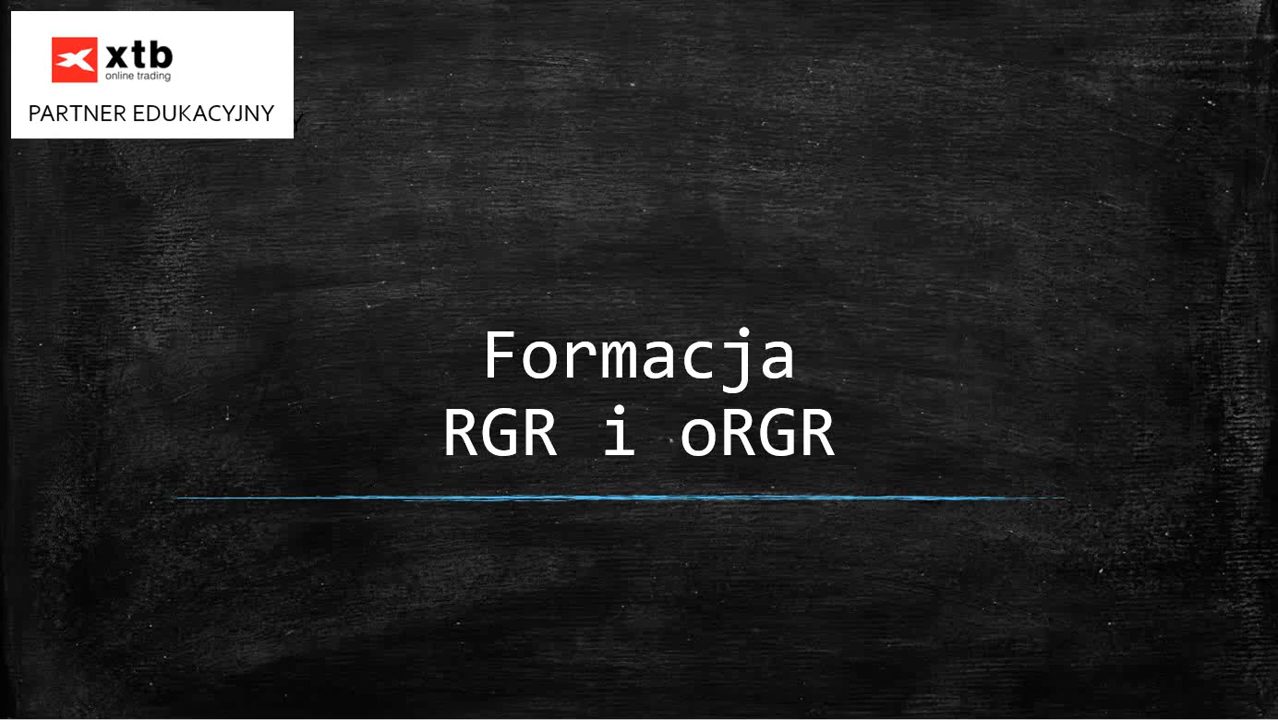 xtb
online trading
PARTNER EDUKACYJNY
Formacja
RGR i oRGR